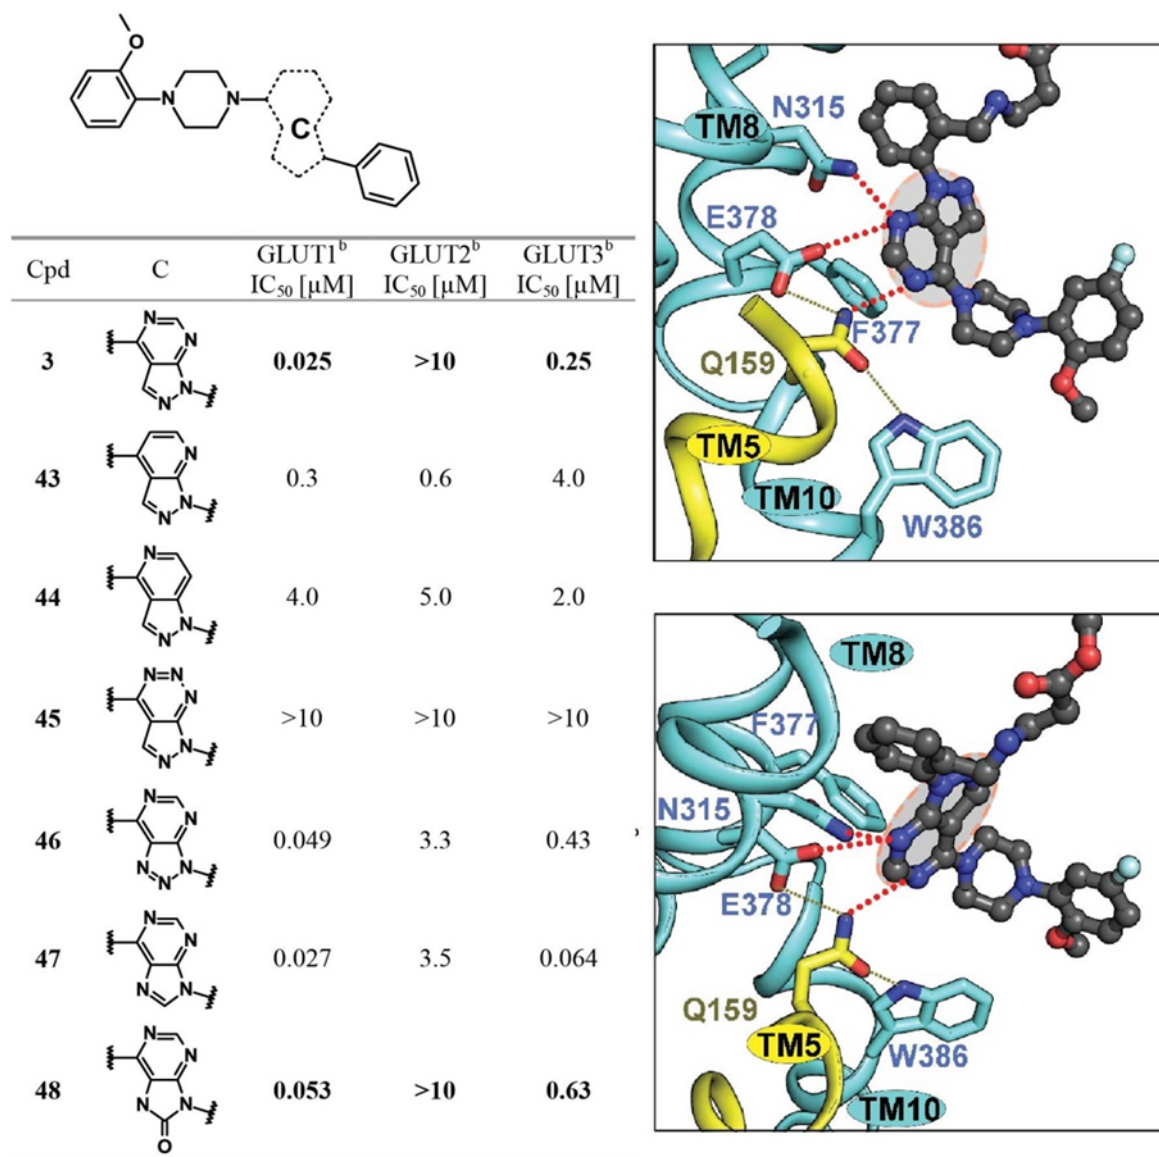 O
N
N
C
Cpd C GLUT1b GLUT2b GLUT3b
IC50 [µM] IC50 [µM] IC50 [µM]
N
N
N
N
3 0.025 >10 0.25
N
N
N
43 0.3 0.6 4.0
N
N
N
44 4.0 5.0 2.0
N=N
N
N
N
45 >10 >10 >10
N
N
N
N
N
46 0.049 3.3 0.43
N
N
N
N
47 0.027 3.5 0.064
N
N
N
N
O
48 0.053 >10 0.63
N315
TM8
E378
F377
Q159
TM5
TM10
W386
TM8
F377
N315
E378
Q159
TM5
W386
TM10